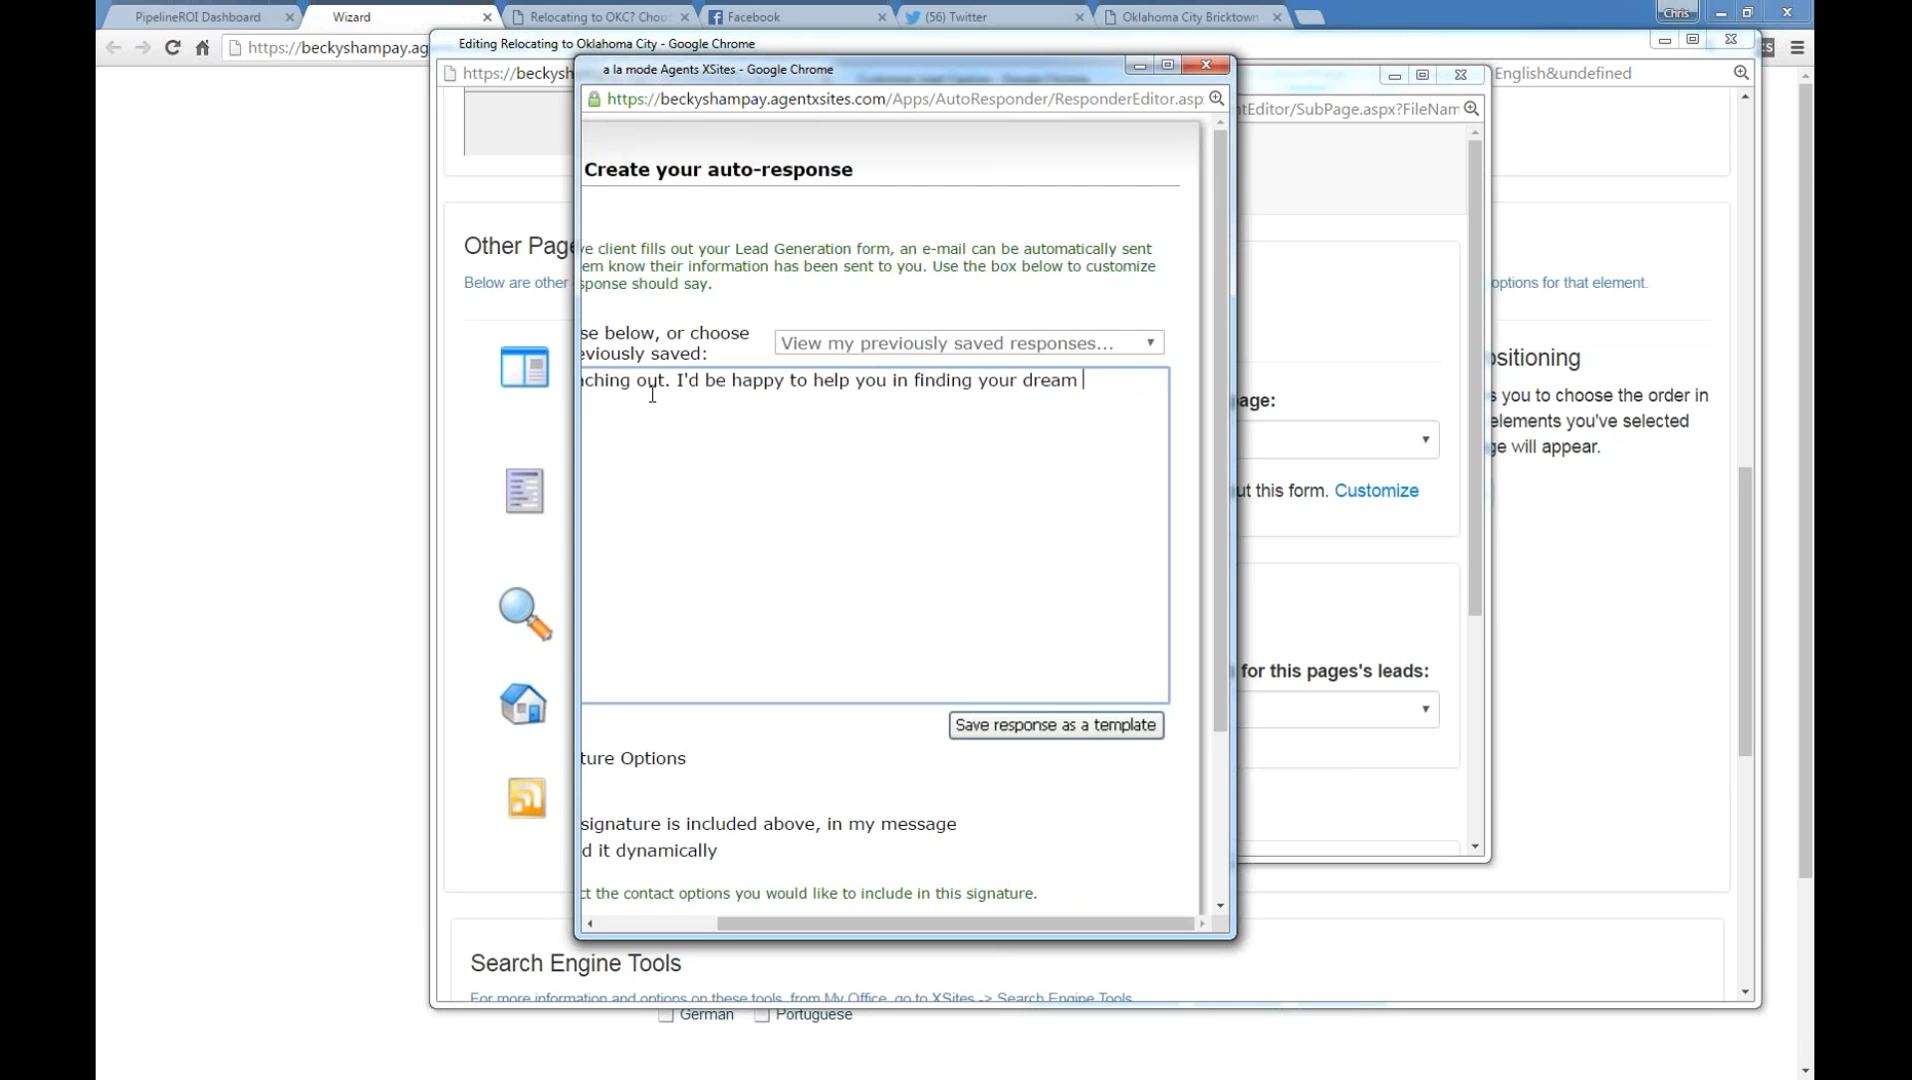 PipelineROI Dashboard
Wizard
Relocating to OKC? Choo
Facebook
(56) Twitter
Oklahoma City Bricktown
Chris
https://beckyshampay.ag
Editing Relocating to Oklahoma City - Google Chrome
https://beckyshampay
English&undefined
a la mode Agents XSites - Google Chrome
https://beckyshampay.agentxsites.com/Apps/AutoResponder/ResponderEditor.asp
ntEditor/SubPage.aspx?FileNam
Create your auto-response
ve client fills out your Lead Generation form, an e-mail can be automatically sent
em know their information has been sent to you. Use the box below to customize
sponse should say.
Other Page
Below are other
options for that element.
se below, or choose
eviously saved:
View my previously saved responses...
ositioning
s you to choose the order in
elements you've selected
ge will appear.
aching out. I'd be happy to help you in finding your dream
age:
ut this form. Customize
for this pages's leads:
Save response as a template
ture Options
signature is included above, in my message
d it dynamically
ct the contact options you would like to include in this signature.
Search Engine Tools
For more information and options on these tools, from My Office, go to XSites -> Search Engine Tools
German
Portuguese